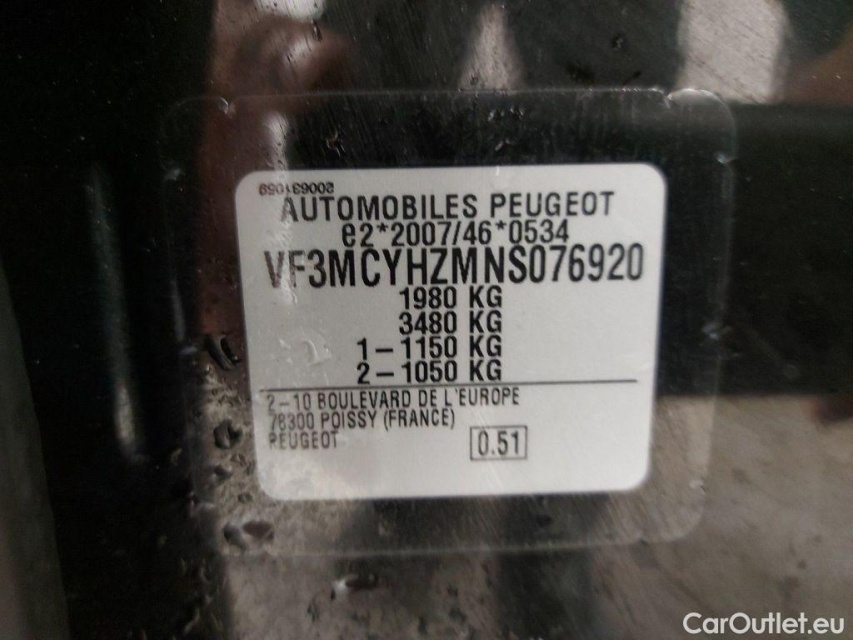 200631059
AUTOMOBILES PEUGEOT
e2*2007/46*0534
VF3MCYHZMNS076920
1980 KG
3480 KG
1-1150 KG
2-1050 KG
2-10 BOULEVARD DE L'EUROPE
78300 POISSY (FRANCE)
PEUGEOT
0.51
CarOutlet.eu